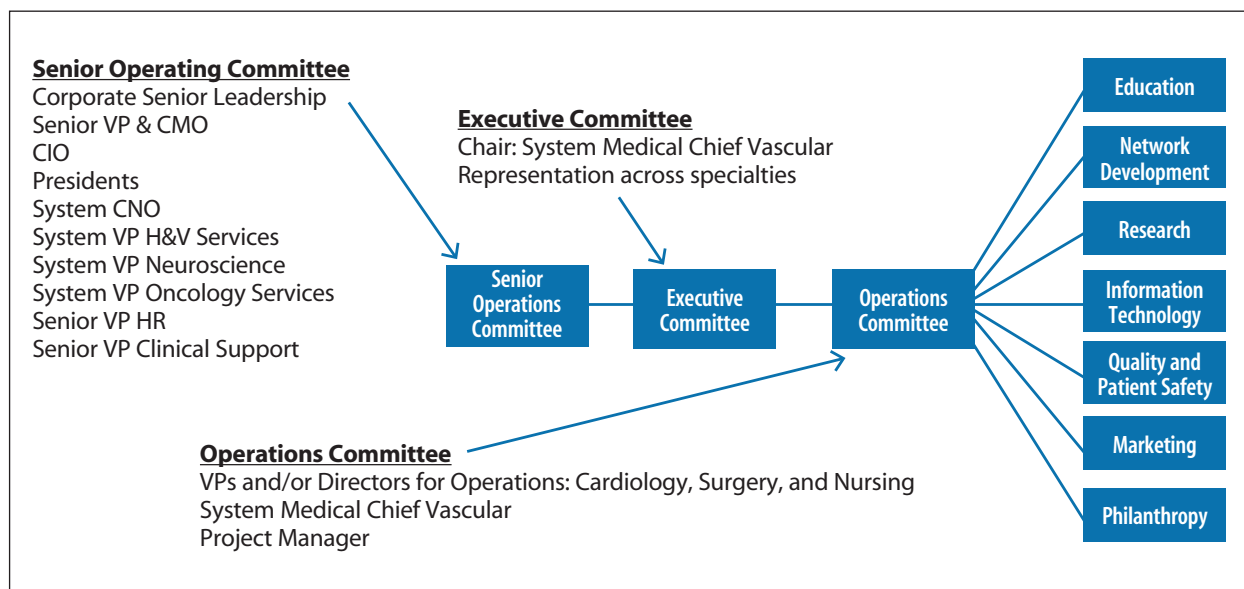 Senior Operating Committee
Corporate Senior Leadership
Senior VP & CMO
CIO
Presidents
System CNO
System VP H&V Services
System VP Neuroscience
System VP Oncology Services
Senior VP HR
Senior VP Clinical Support
Executive Committee
Chair: System Medical Chief Vascular
Representation across specialties
Senior
Operations
Committee
Executive
Committee
Operations
Committee
Operations Committee
VPs and/or Directors for Operations: Cardiology, Surgery, and Nursing
System Medical Chief Vascular
Project Manager
Education
Network
Development
Research
Information
Technology
Quality and
Patient Safety
Marketing
Philanthropy